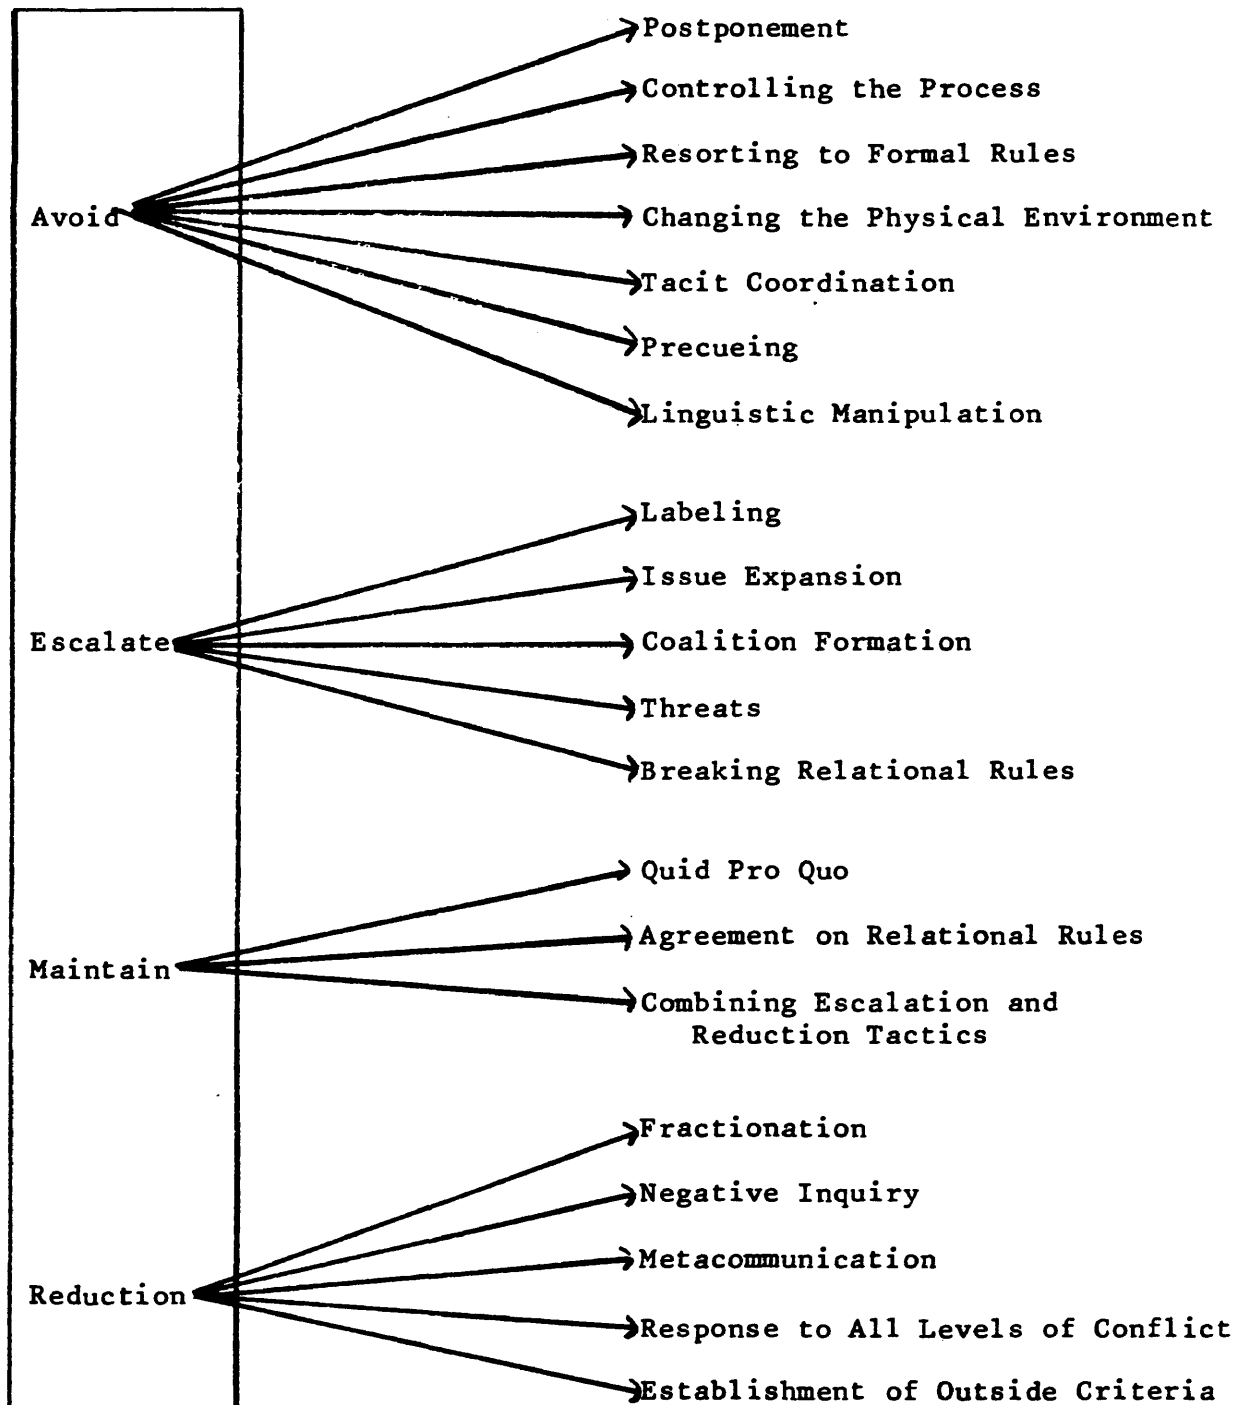 Postponement
Controlling the Process
Resorting to Formal Rules
Avoid
Changing the Physical Environment
Tacit Coordination
Precueing
Linguistic Manipulation
Labeling
Issue Expansion
Escalate
Coalition Formation
Threats
Breaking Relational Rules
Quid Pro Quo
Agreement on Relational Rules
Maintain
Combining Escalation and
Reduction Tactics
Fractionation
Negative Inquiry
Metacommunication
Reduction
Response to All Levels of Conflict
Establishment of Outside Criteria